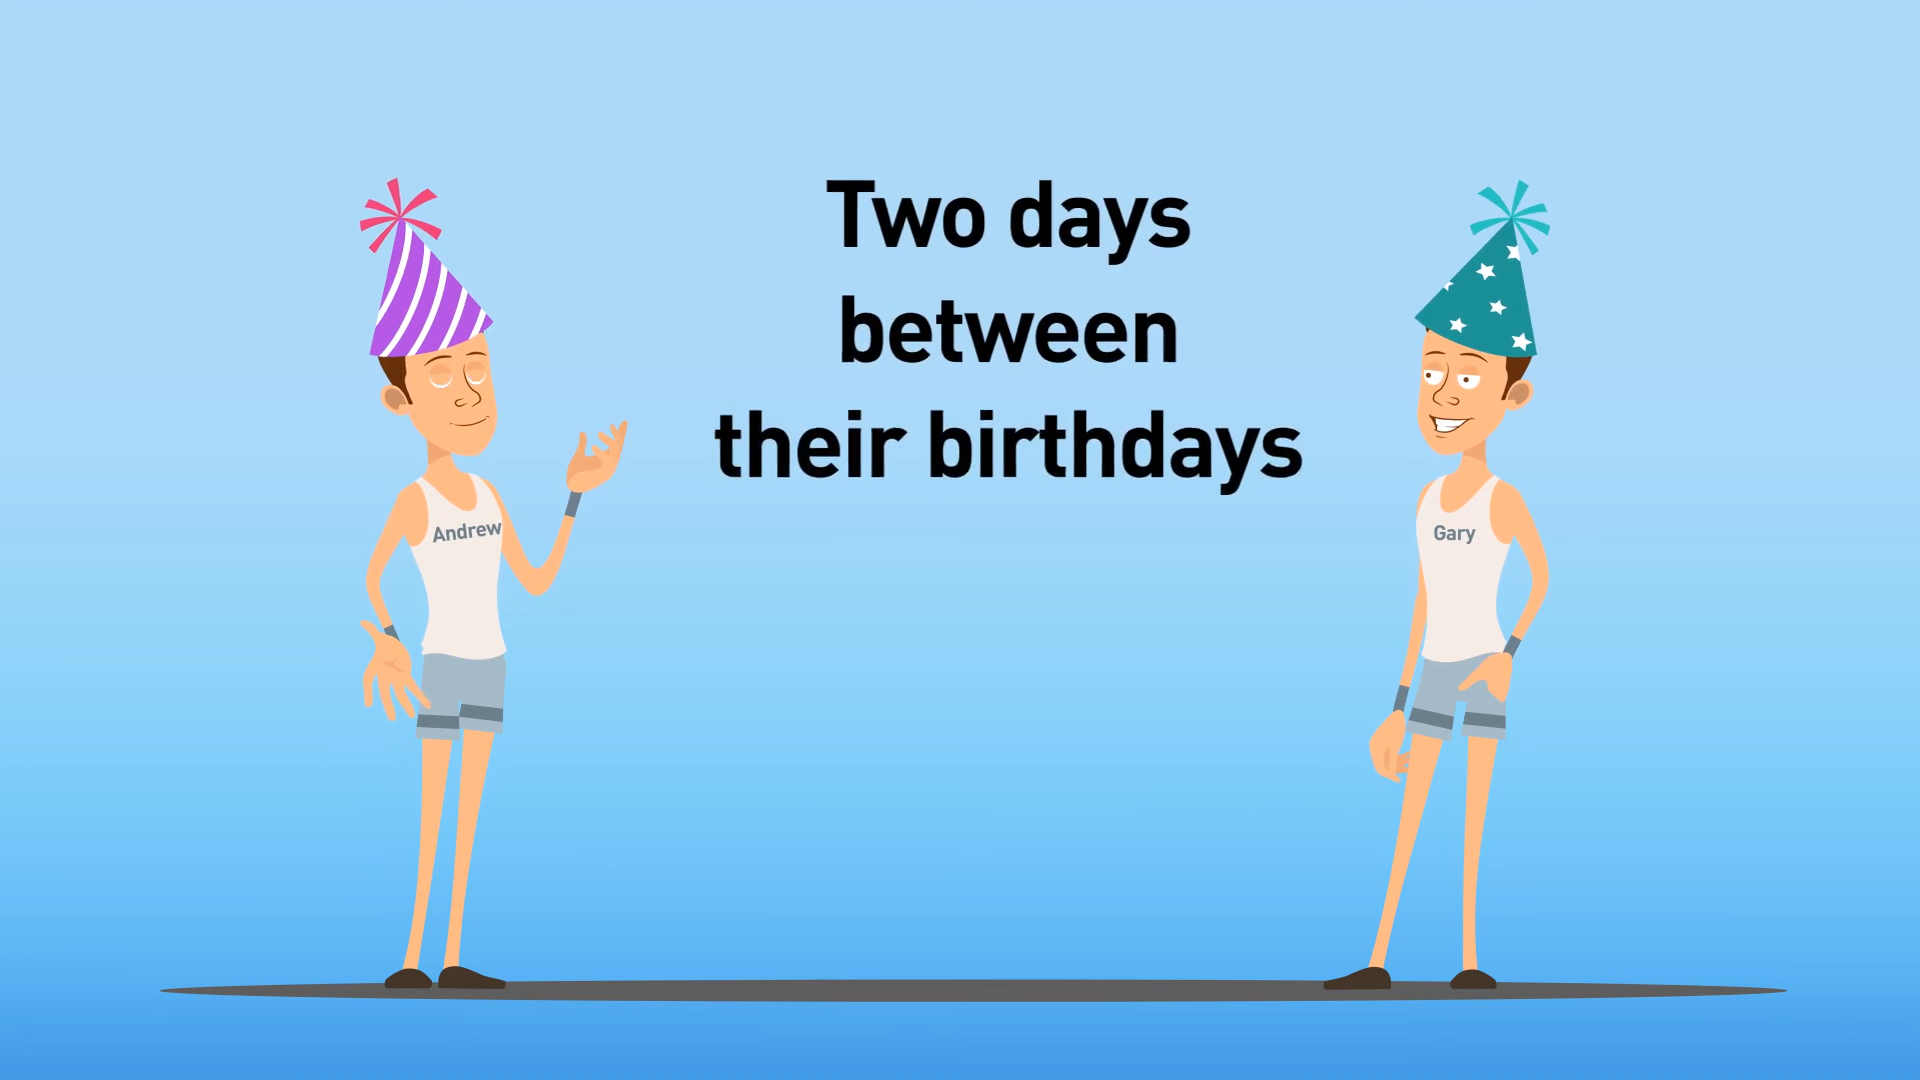 Two days
between
their birthdays
Andrew
Gary